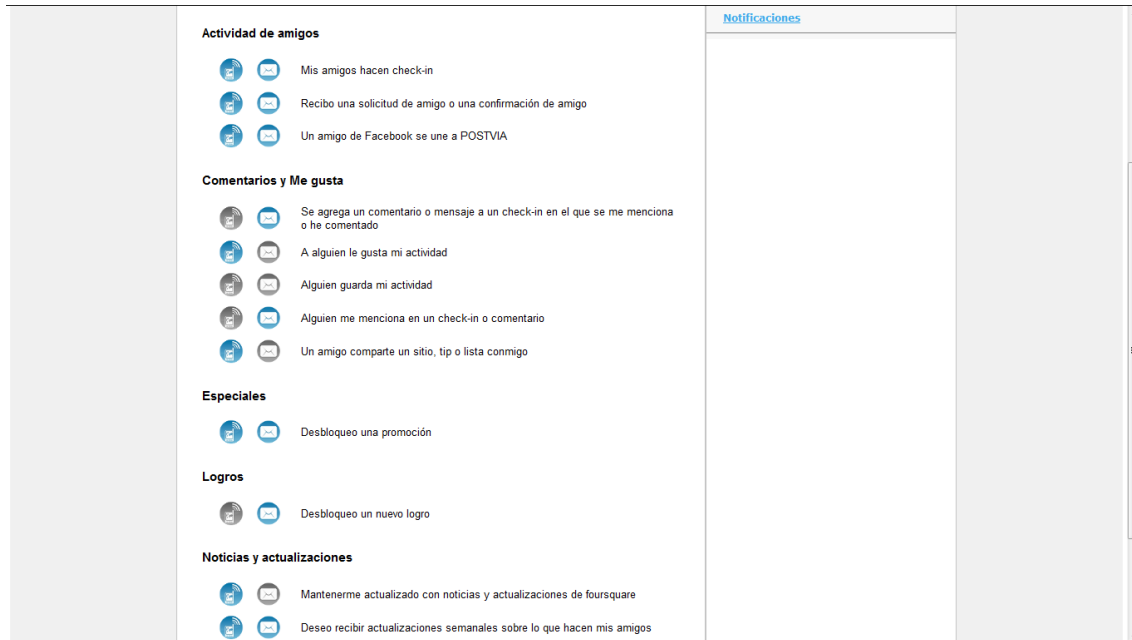 Notificaciones
Actividad de amigos
Mis amigos hacen check-in
Recibo una solicitud de amigo o una confirmación de amigo
Un amigo de Facebook se une a POSTVIA
Comentarios y Me gusta
Se agrega un comentario o mensaje a un check-in en el que se me menciona
o he comentado
A alguien le gusta mi actividad
Alguien guarda mi actividad
Alguien me menciona en un check-in o comentario
Un amigo comparte un sitio, tip o lista conmigo
Especiales
Desbloqueo una promoción
Logros
Desbloqueo un nuevo logro
Noticias y actualizaciones
Mantenerme actualizado con noticias y actualizaciones de foursquare
Deseo recibir actualizaciones semanales sobre lo que hacen mis amigos